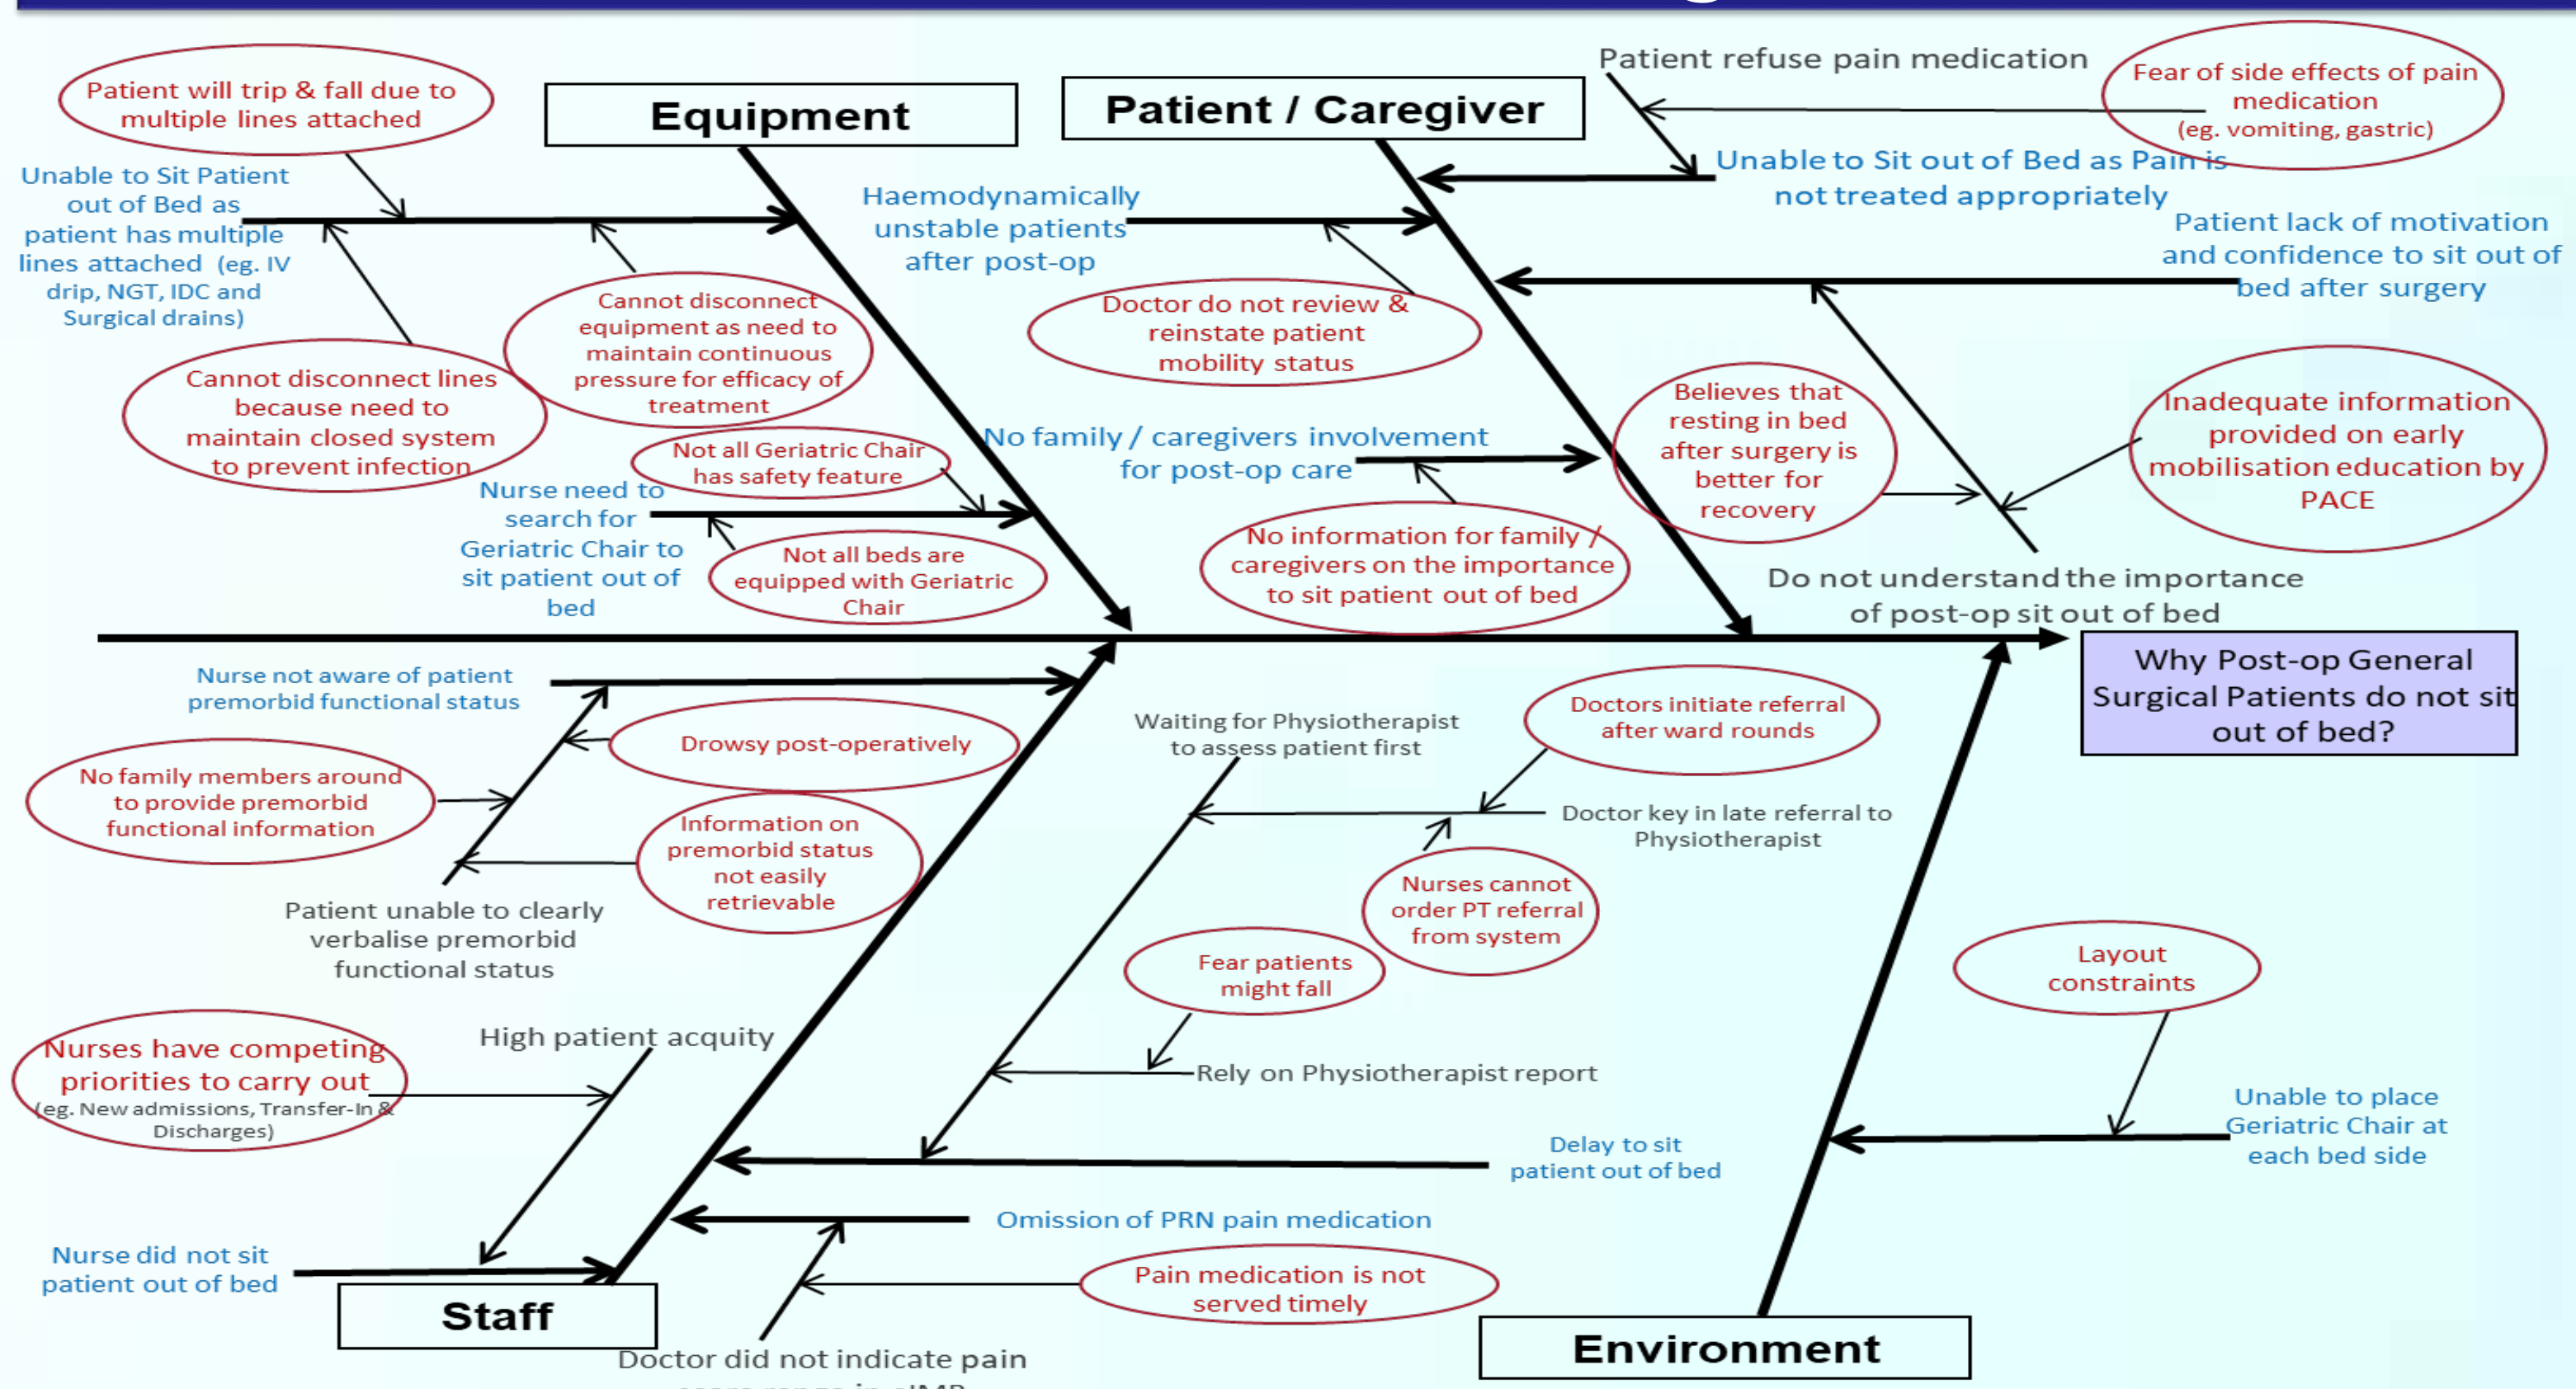 Patient will trip & fall due to
multiple lines attached
Equipment
Patient / Caregiver
Patient refuse pain medication
Fear of side effects of pain
medication
(eg. vomiting, gastric)
Unable to Sit Patient
out of Bed as
patient has multiple
lines attached (eg. IV
drip, NGT, IDC and
Surgical drains)
Haemodynamically
unstable patients
after post-op
Unable to Sit out of Bed as Pain is
not treated appropriately
Patient lack of motivation
and confidence to sit out of
bed after surgery
Cannot disconnect
equipment as need to
maintain continuous
pressure for efficacy of
treatment
Doctor do not review &
reinstate patient
mobility status
Cannot disconnect lines
because need to
maintain closed system
to prevent infection
Believes that
resting in bed
after surgery is
better for
recovery
Inadequate information
provided on early
mobilisation education by
PACE
Not all Geriatric Chair
has safety feature
No family / caregivers involvement
for post-op care
Nurse need to
search for
Geriatric Chair to
sit patient out of
bed
Not all beds are
equipped with Geriatric
Chair
No information for family /
caregivers on the importance
to sit patient out of bed
Do not understand the importance
of post-op sit out of bed
Why Post-op General
Surgical Patients do not sit
out of bed?
Nurse not aware of patient
premorbid functional status
Drowsy post-operatively
Waiting for Physiotherapist
to assess patient first
Doctors initiate referral
after ward rounds
No family members around
to provide premorbid
functional information
Information on
premorbid status
not easily
retrievable
Doctor key in late referral to
Physiotherapist
Patient unable to clearly
verbalise premorbid
functional status
Nurses cannot
order PT referral
from system
Fear patients
might fall
Layout
constraints
Nurses have competing
priorities to carry out
(eg. New admissions, Transfer-In &
Discharges)
High patient acquity
Rely on Physiotherapist report
Unable to place
Geriatric Chair at
each bed side
Delay to sit
patient out of bed
Omission of PRN pain medication
Nurse did not sit
patient out of bed
Pain medication is not
served timely
Staff
Environment
Doctor did not indicate pain